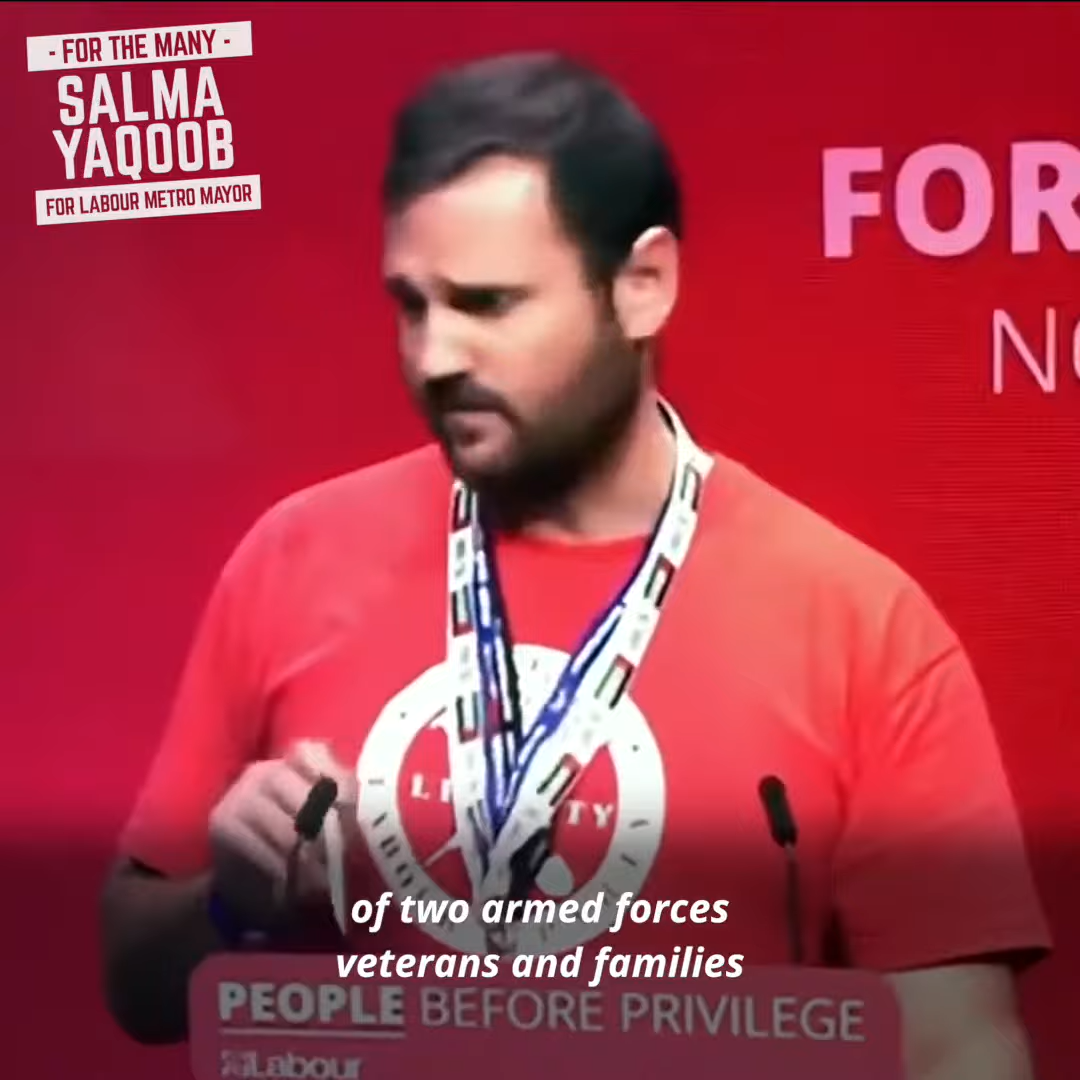 - FOR THE MANY -
SALMA
YAQOOB
FOR LABOUR METRO MAYOR
FOR
of two armed forces
veterans and families
PEOPLE BEFORE PRIVILEGE
Labour